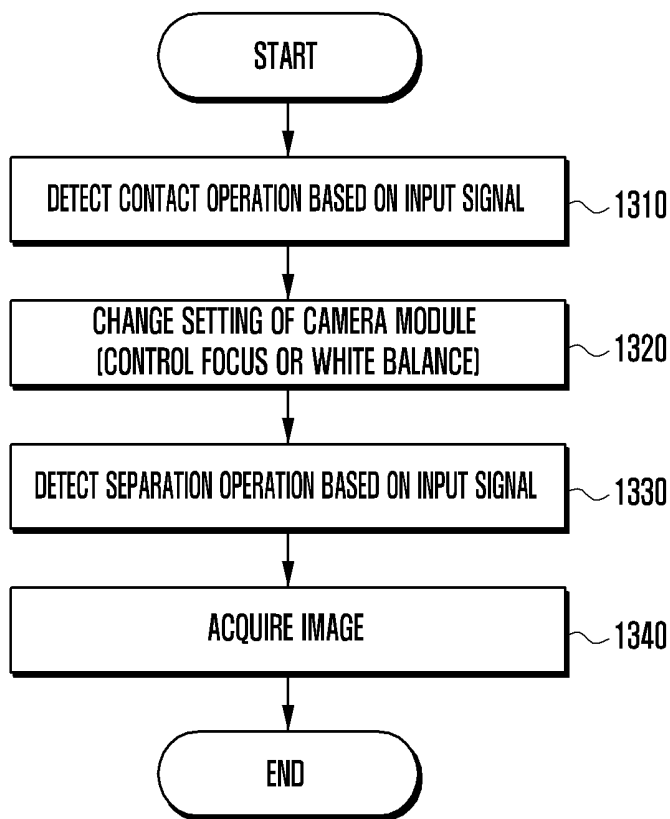 START
DETECT CONTACT OPERATION BASED ON INPUT SIGNAL
1310
CHANGE SETTING OF CAMERA MODULE
(CONTROL FOCUS OR WHITE BALANCE)
1320
DETECT SEPARATION OPERATION BASED ON INPUT SIGNAL
1330
ACQUIRE IMAGE
1340
END